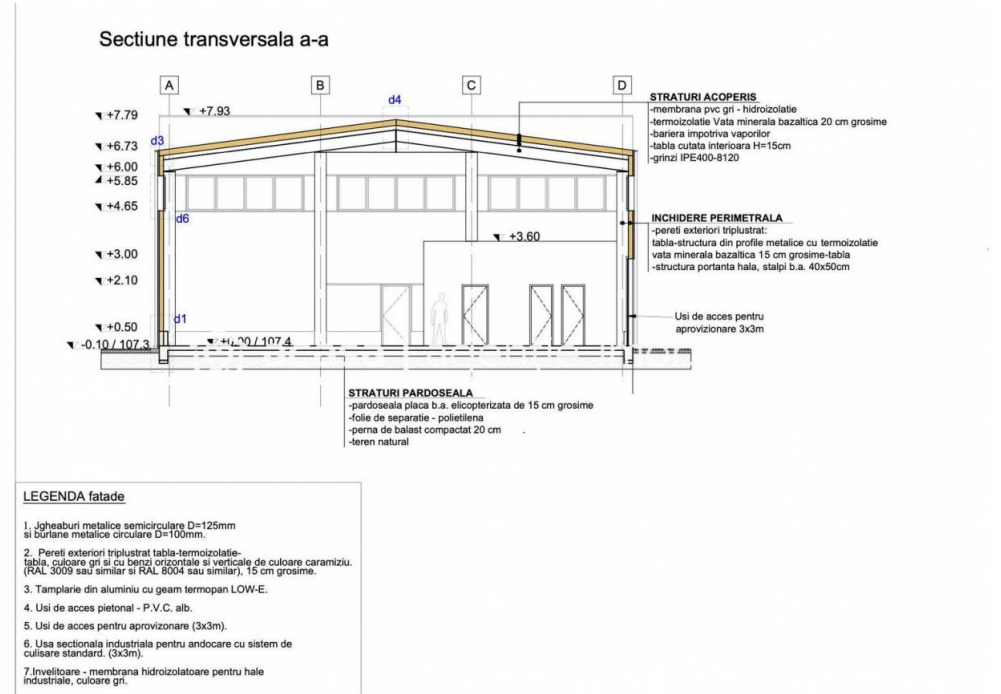 Sectiune transversala a-a
A
B
C
D
d4
+7.79
+7.93
d3
+6.73
+6.00
+5.85
+4.65
d6
+3.60
+3.00
+2.10
d1
+0.50
-0.10 / 107.3
+0.00 / 107.4
STRATURI ACOPERIS
-membrana pvc gri - hidroizolatie
-termoizolatie Vata minerala bazaltica 20 cm grosime
-bariera impotriva vaporilor
-tabla cutata interioara H=15cm
-grinzi IPE400-8120
INCHIDERE PERIMETRALA
-pereti exteriori triplustrat:
tabla-structura din profile metalice cu termoizolatie
vata minerala bazaltica 15 cm grosime-tabla
-structura portanta hala, stalpi b.a. 40x50cm
Usi de acces pentru
aprovizionare 3x3m
STRATURI PARDOSEALA
-pardoseala placa b.a. elicopterizata de 15 cm grosime
-folie de separatie - polietilena
-perna de balast compactat 20 cm
-teren natural
LEGENDA fatade
1. Jgheaburi metalice semicirculare D=125mm
si burlane metalice circulare D=100mm.
2. Pereti exteriori triplustrat tabla-termoizolatie-
tabla, culoare gri si cu benzi orizontale si verticale de culoare caramiziu.
(RAL 3009 sau similar si RAL 8004 sau similar), 15 cm grosime.
3. Tamplarie din aluminiu cu geam termopan LOW-E.
4. Usi de acces pietonal - P.V.C. alb.
5. Usi de acces pentru aprovizonare (3x3m).
6. Usa sectionala industriala pentru andocare cu sistem de
culisare standard. (3x3m).
7.Invelitoare - membrana hidroizolatoare pentru hale
industriale, culoare gri.